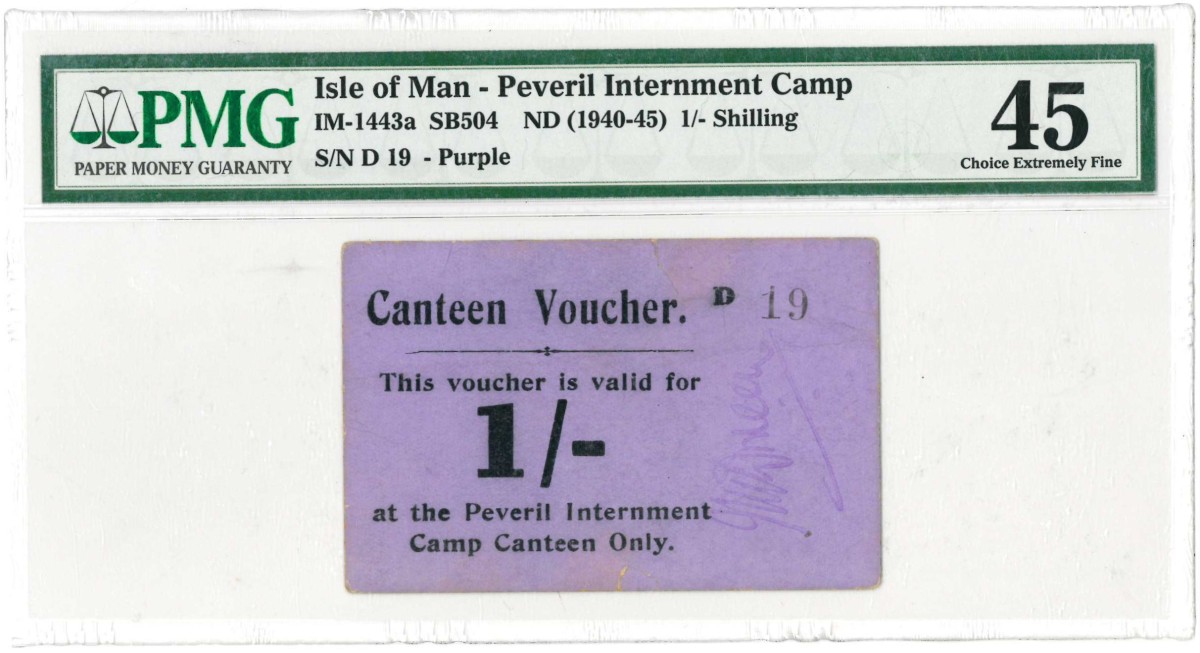 PMG
PAPER MONEY GUARANTY
Isle of Man - Peveril Internment Camp
IM-1443a SB504 ND (1940-45) 1/- Shilling
S/N D 19 - Purple
45
Choice Extremely Fine
Canteen Voucher. D 19
This voucher is valid for
1/-
at the Peveril Internment
Camp Canteen Only.